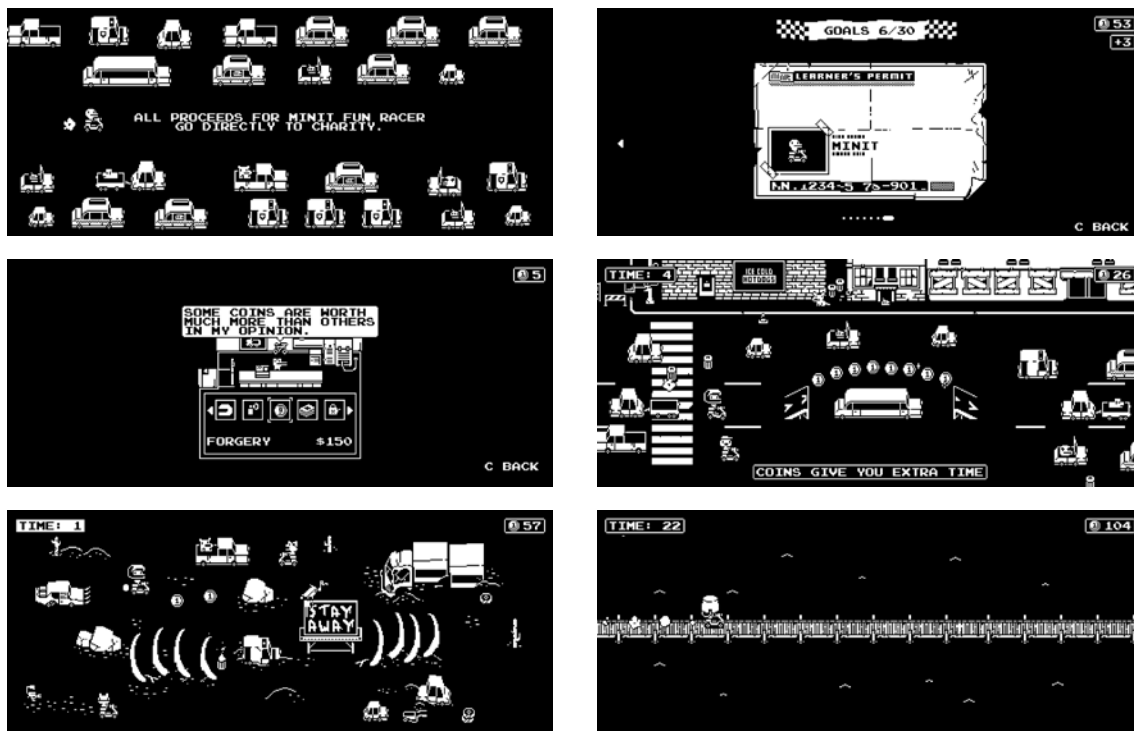 ALL PROCEEDS FOR MINIT FUN RACER
GO DIRECTLY TO CHARITY.
GOALS 6/30
53
+3
LEARNER'S PERMIT
MINIT
C BACK
5
SOME COINS ARE WORTH
MUCH MORE THAN OTHERS
IN MY OPINION.
FORGERY $150
C BACK
TIME: 4
ICE COLD
HOTDOGS
26
COINS GIVE YOU EXTRA TIME
TIME: 1
57
STAY
AWAY
TIME: 22
104